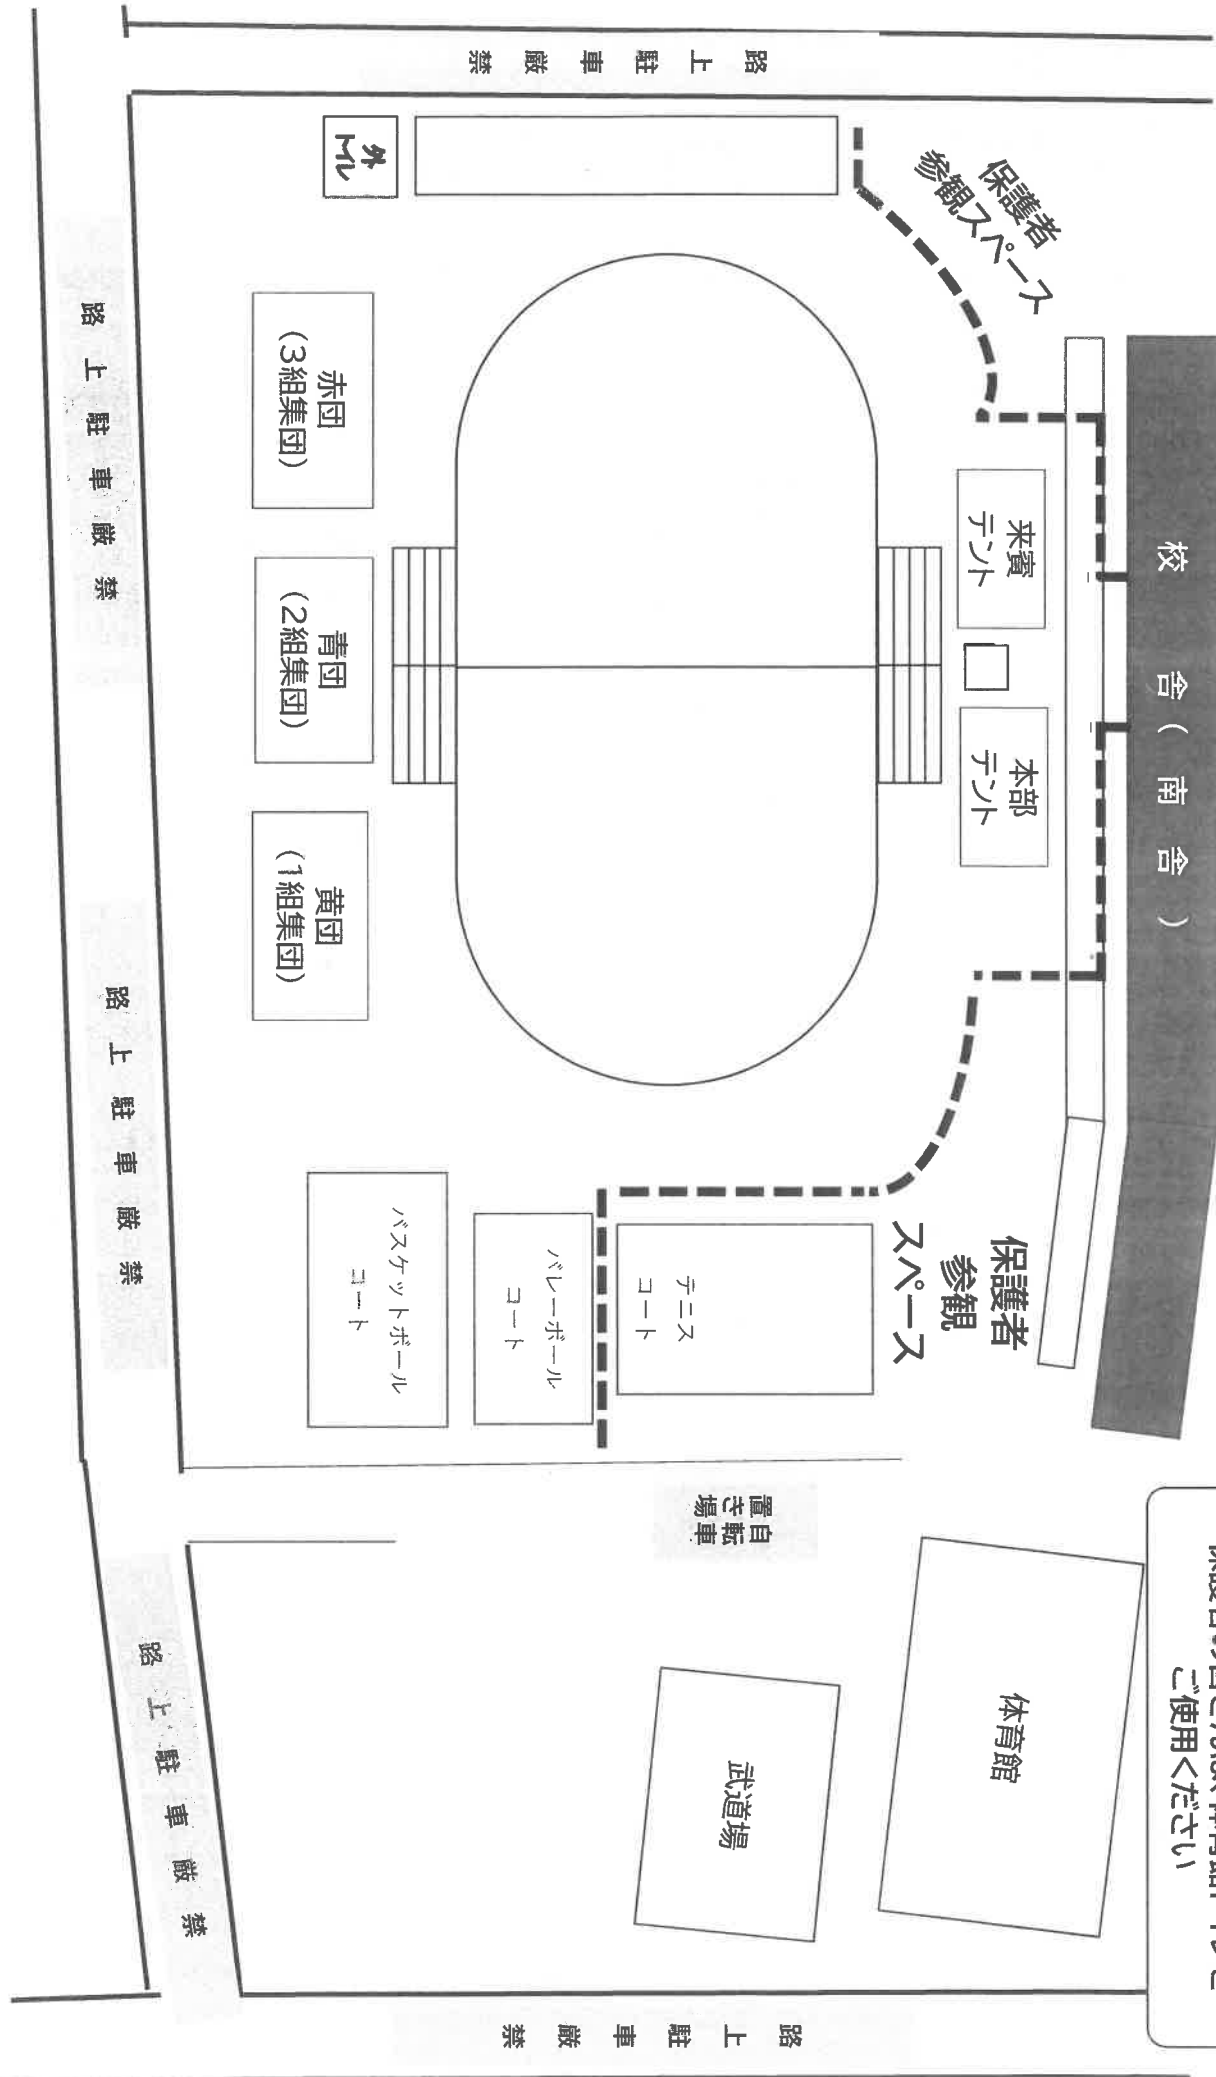 ご使用ください
校舎(南舎)
保護者
参観スペース
来賓
テント
本部
テント
保護者
参観
スペース
体育館
テニス
コート
自転車
置き場
武道場
バレーボール
コート
バスケットボール
コート
外
トイレ
赤団
(3組集団)
青団
(2組集団)
黄団
(1組集団)
路上駐車厳禁
路上駐車厳禁
路上駐車厳禁
路上駐車厳禁
路上駐車厳禁